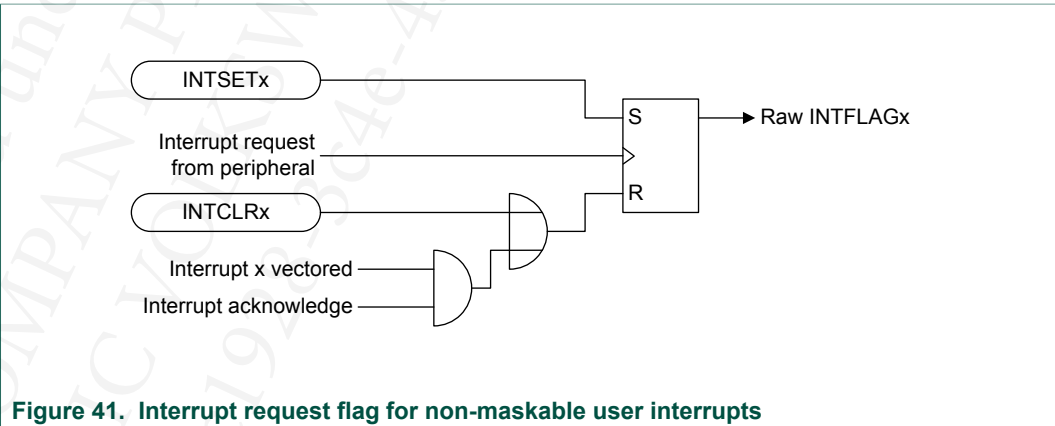 INTSETx
S
Raw INTFLAGx
Interrupt request
from peripheral
R
INTCLRx
Interrupt x vectored
Interrupt acknowledge
Figure 41. Interrupt request flag for non-maskable user interrupts